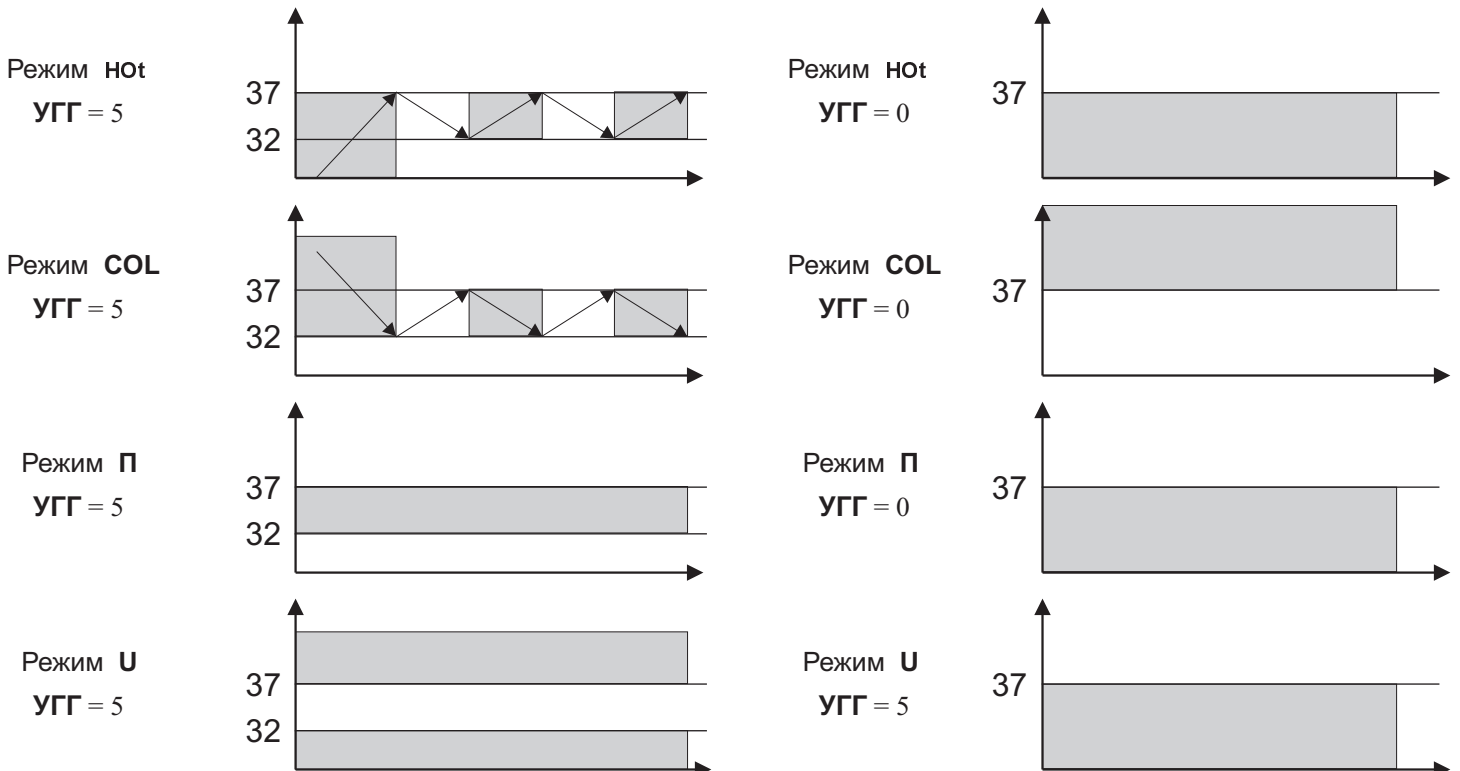 Режим HOt
УГГ = 5
37
32
Режим HOt
УГГ = 0
37
Режим COL
УГГ = 5
37
32
Режим COL
УГГ = 0
37
Режим П
УГГ = 5
37
32
Режим П
УГГ = 0
37
Режим U
УГГ = 5
37
32
Режим U
УГГ = 5
37